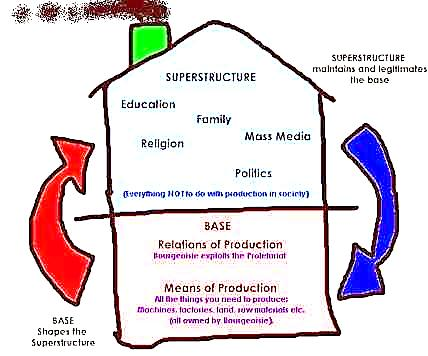 SUPERSTRUCTURE
maintains and legitimates
the base
SUPERSTRUCTURE
Education
Family
Religion
Mass Media
Politics
(Everything NOT to do with production in society)
BASE
Relations of Production
Bourgeoisie exploits the Proletariat
Means of Production
All the things you need to produce:
Machines, factories, land, raw materials etc.
(all owned by Bourgeoisie).
BASE
Shapes the
Superstructure